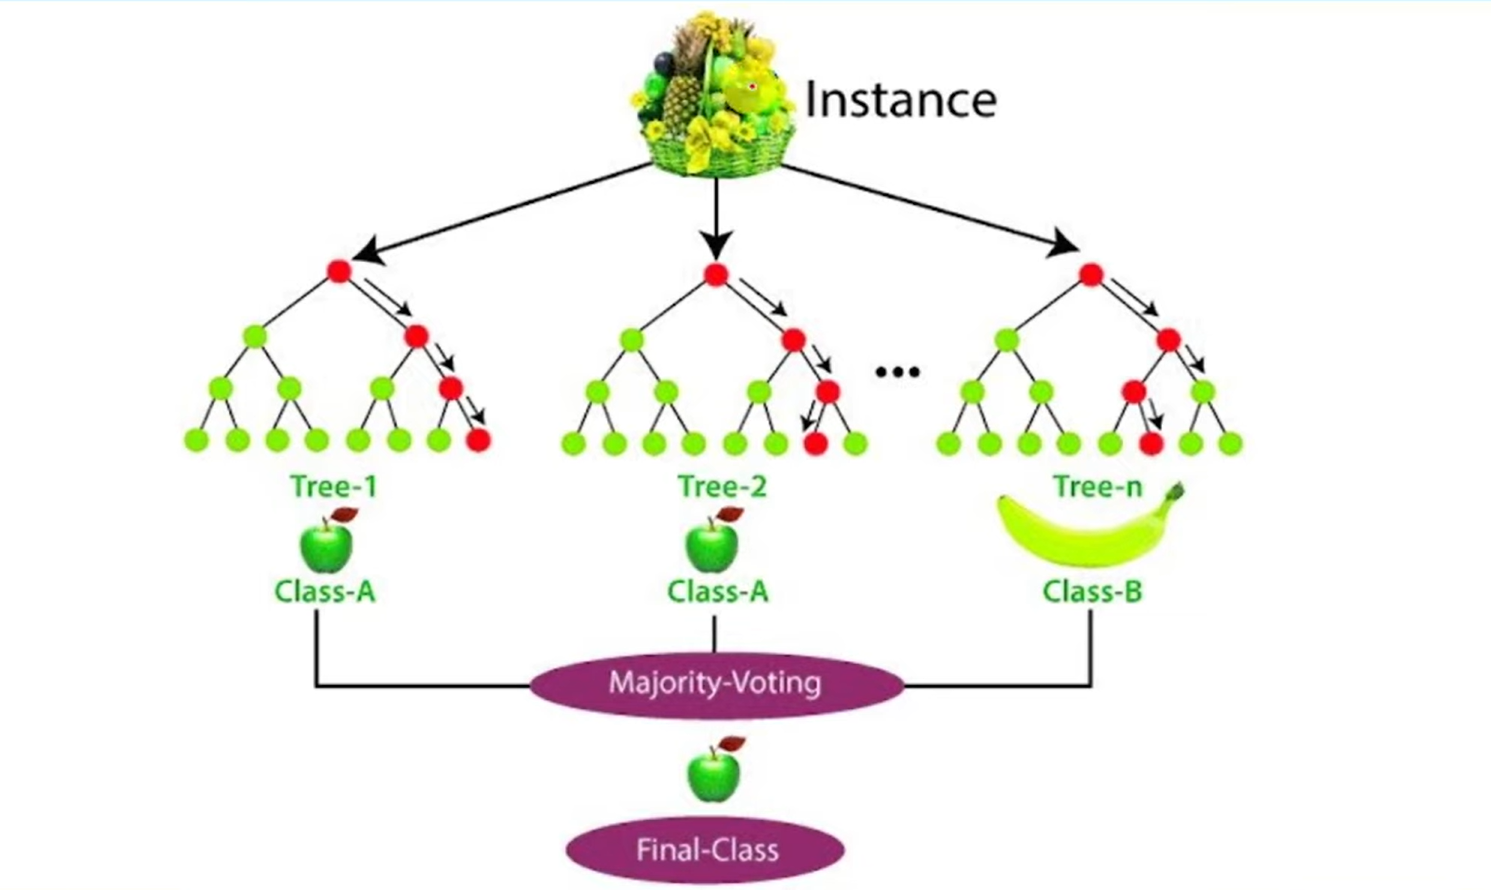 Instance
...
Tree-1
Tree-2
Tree-n
Class-A
Class-A
Class-B
Majority-Voting
Final-Class